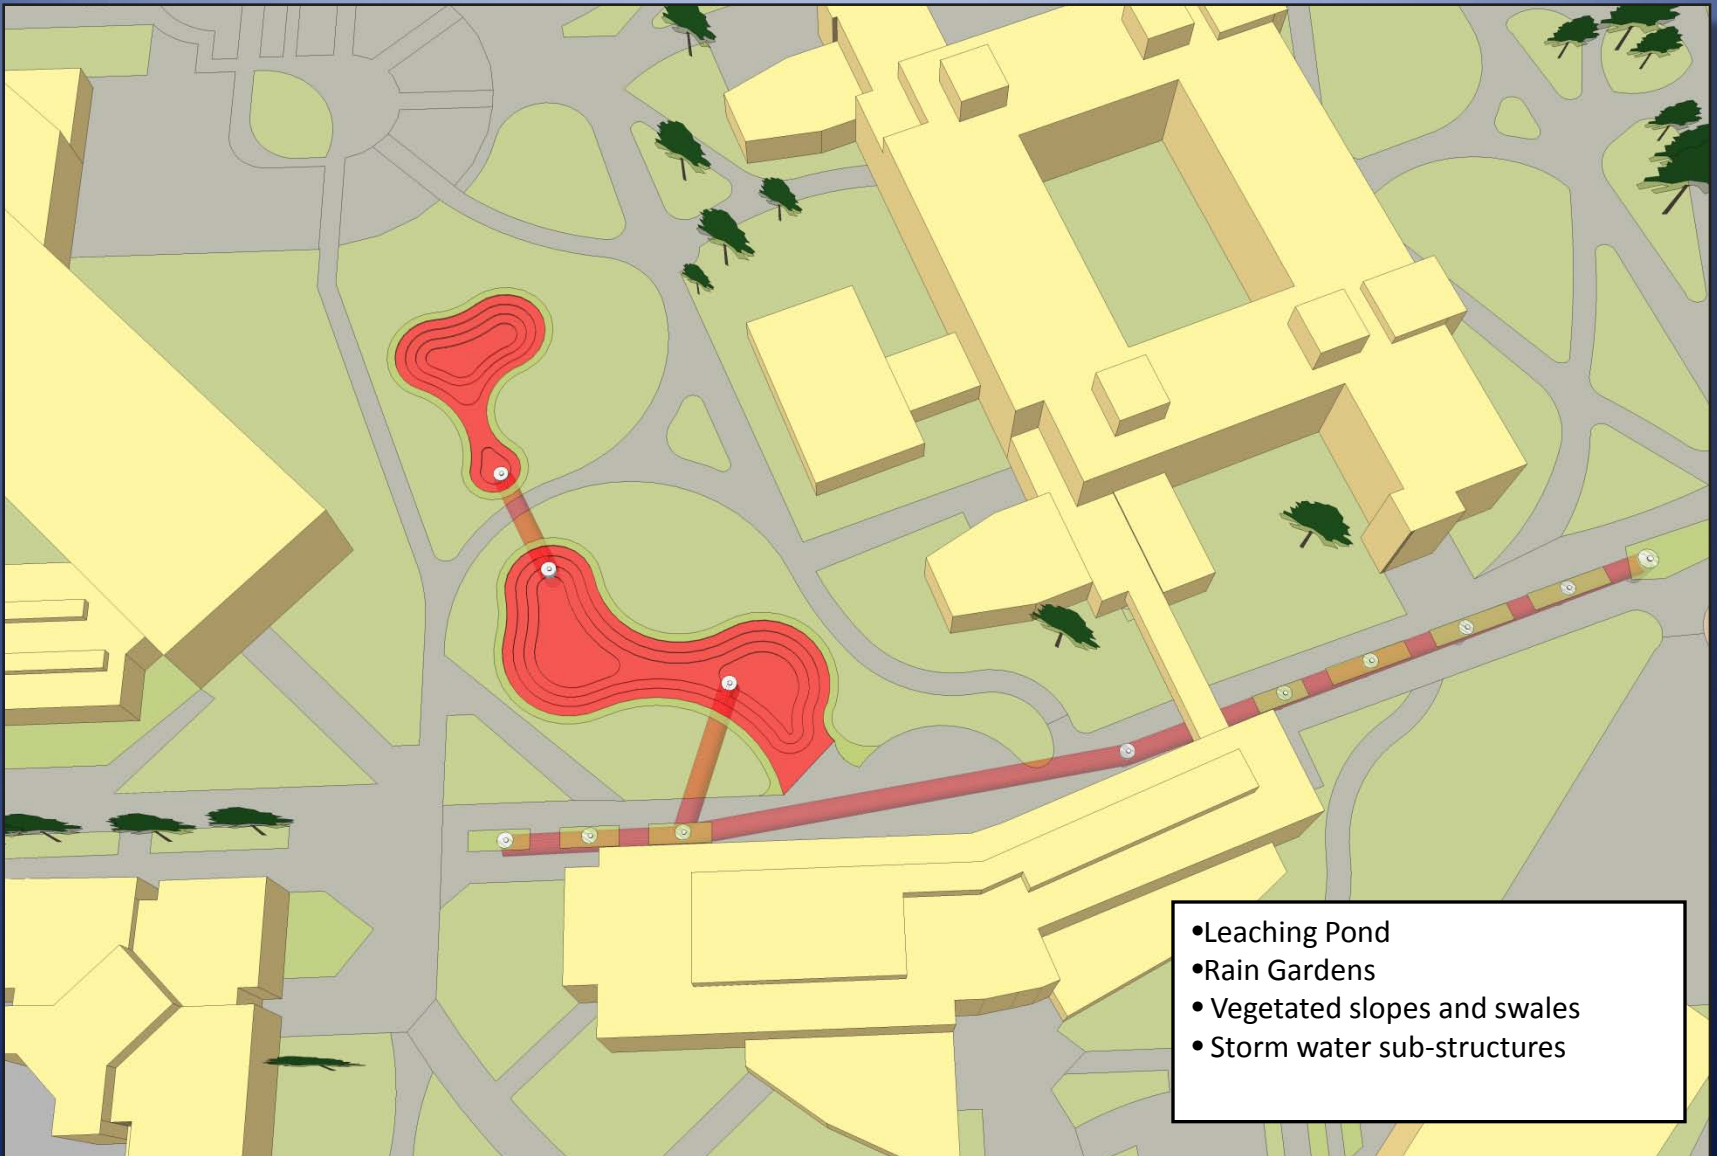 •Leaching Pond
•Rain Gardens
• Vegetated slopes and swales
• Storm water sub-structures